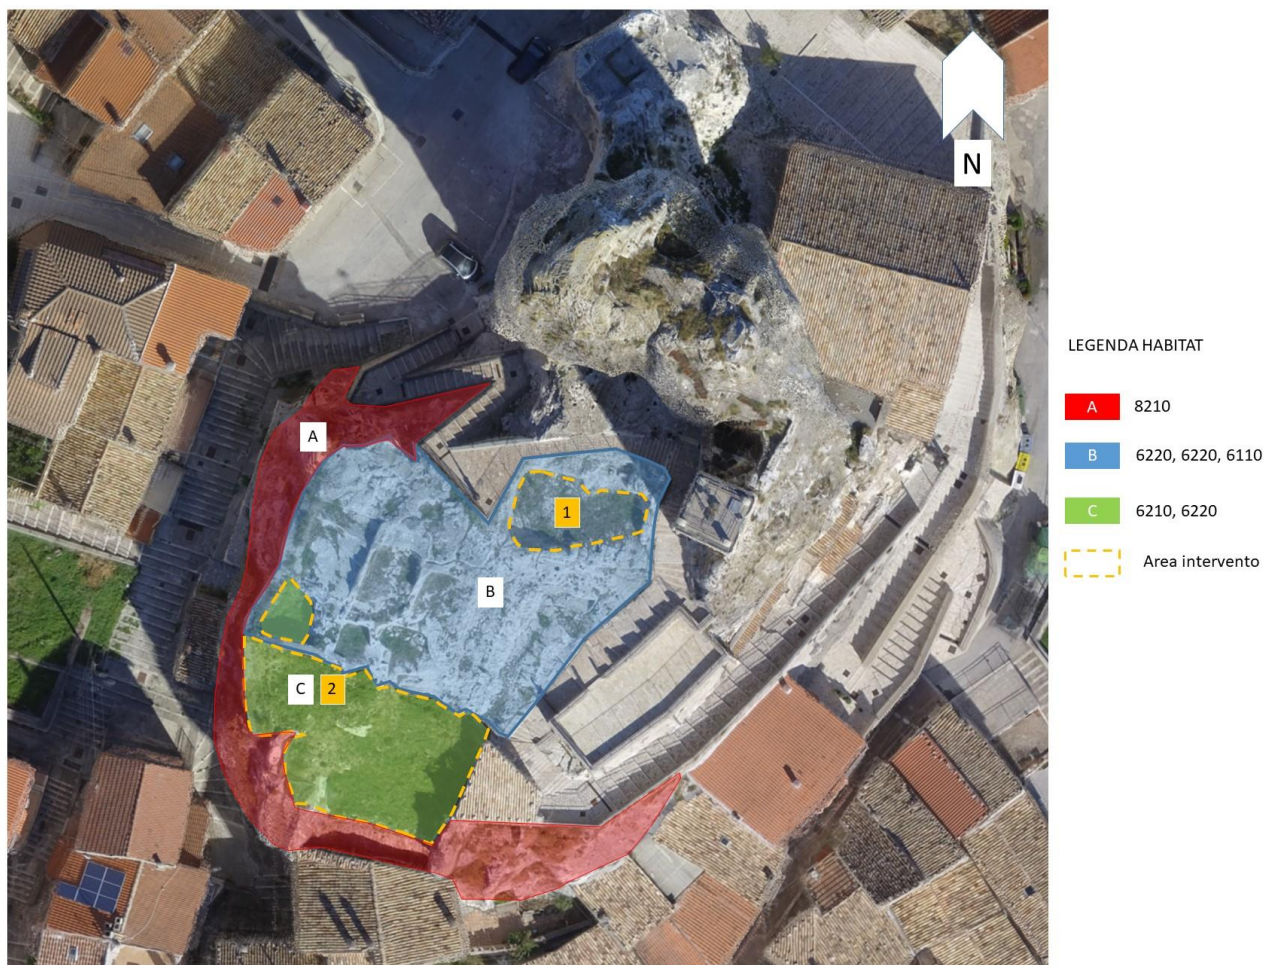 N
A
1
B
C 2
LEGENDA HABITAT
A 8210
B 6220, 6220, 6110
C 6210, 6220
Area intervento